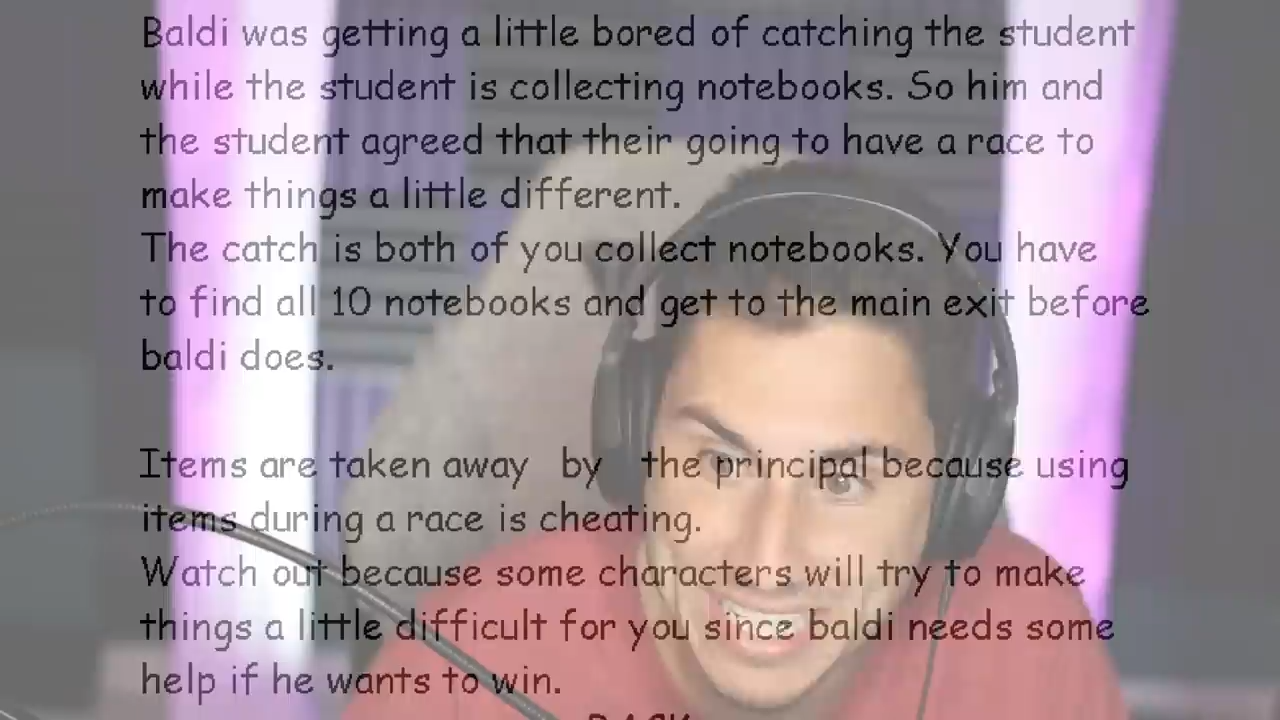 Baldi was getting a little bored of catching the student
while the student is collecting notebooks. So him and
the student agreed that their going to have a race to
make things a little different.
The catch is both of you collect notebooks. You have
to find all 10 notebooks and get to the main exit before
baldi does.
Items are taken away by the principal because using
items during a race is cheating.
Watch out because some characters will try to make
things a little difficult for you since baldi needs some
help if he wants to win.
BACK